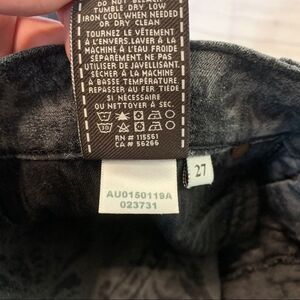 DO NOT BLEACH
TUMBLE DRY LOW
IRON COOL WHEN NEEDED
OR DRY CLEAN
TOURNEZ LE VÊTEMENT
À L'ENVERS.LAVER À LA
MACHINE À L'EAU FROIDE
SÉPAREMENT. NE PAS
UTILISER DE JAVELLISANT.
SÉCHER À LA MACHINE
À BASSE TEMPÉRATURE.
REPASSER AU FER TIÈDE
SI NÉCESSAIRE
OU NETTOYER À SEC.
RN # 115561
CA # 56266
27
AU0150119A
023731